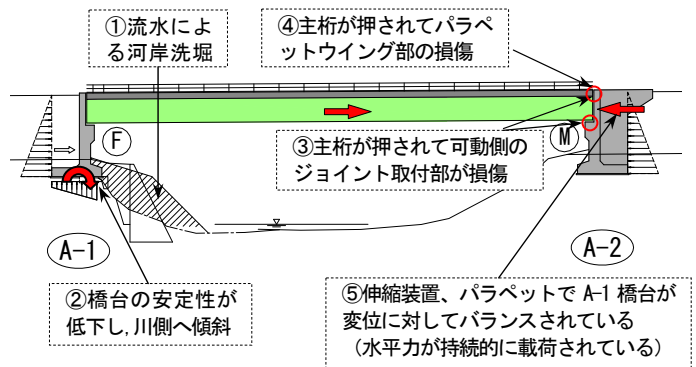 ①流水によ
る河岸洗堀
④主桁が押されてパラペ
ットウイング部の損傷
F
M
③主桁が押されて可動側の
ジョイント取付部が損傷
A-1
A-2
②橋台の安定性が
低下し,川側へ傾斜
⑤伸縮装置、パラペットで A-1 橋台が
変位に対してバランスされている
（水平力が持続的に載荷されている）